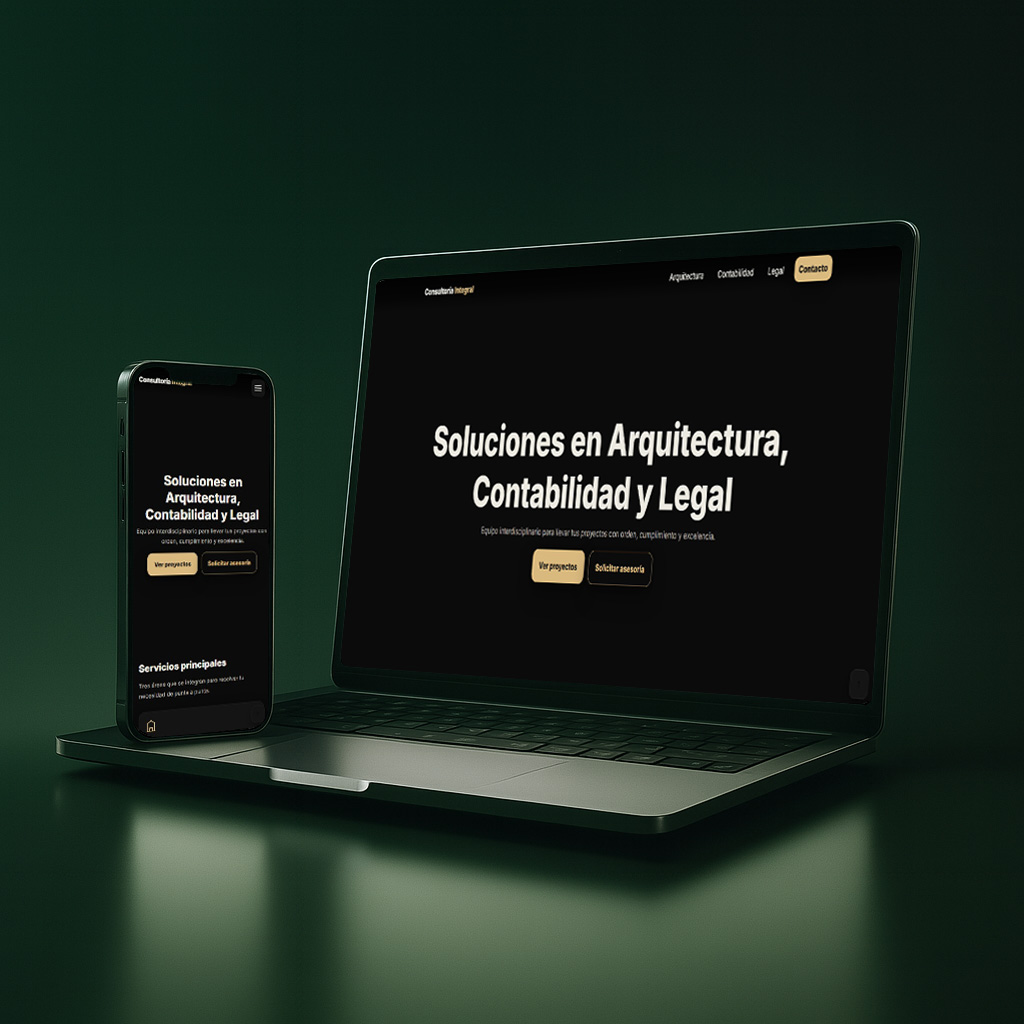 Consultoría Integral
Arquitectura
Contabilidad
Legal
Contacto
Soluciones en Arquitectura,
Contabilidad y Legal
Equipo interdisciplinario para llevar tus proyectos con orden, cumplimiento y excelencia.
Ver proyectos
Solicitar asesoría
Consultoría Integral
Soluciones en
Arquitectura,
Contabilidad y Legal
Equipo interdisciplinario para llevar tus proyectos con
orden, cumplimiento y excelencia.
Ver proyectos
Solicitar asesoría
Servicios principales
Tres áreas que se integran para resolver tu
necesidad de punta a punta.